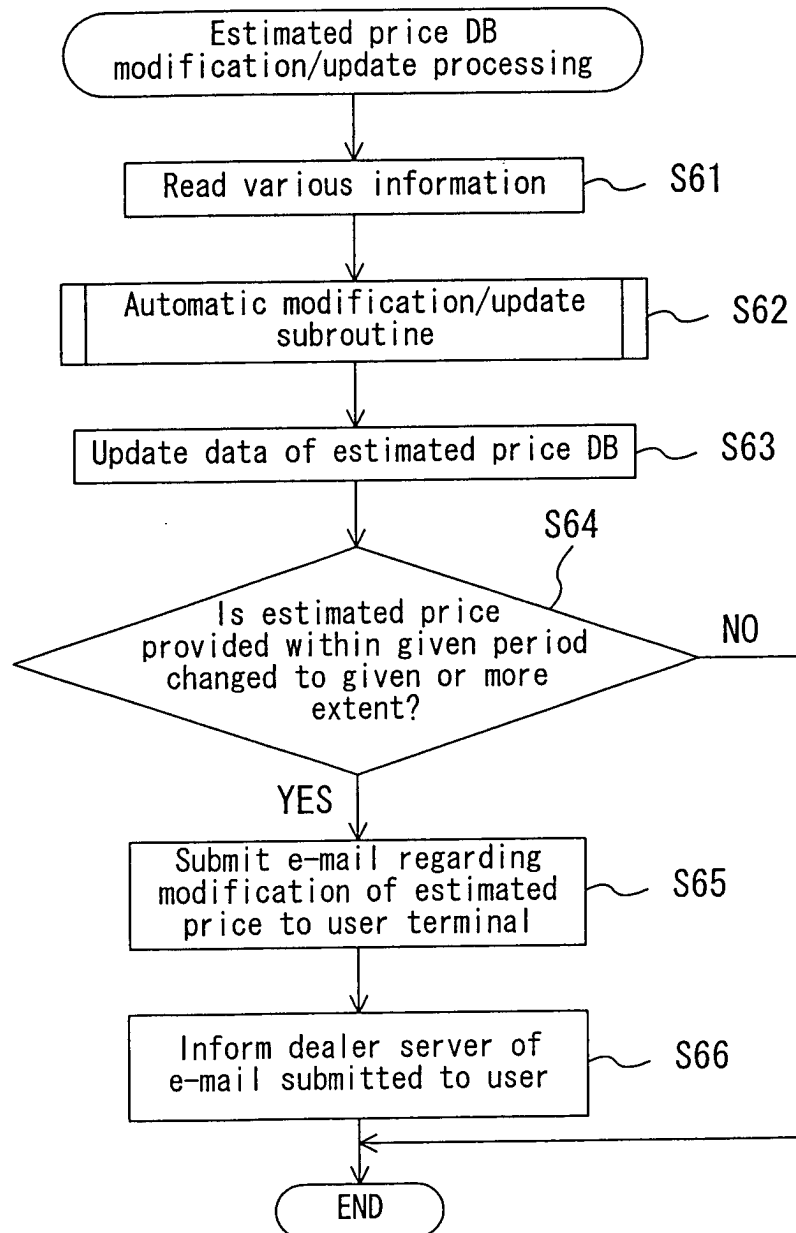 Estimated price DB
modification/update processing
Read various information
S61
Automatic modification/update
subroutine
S62
Update data of estimated price DB
S63
S64
Is estimated price
provided within given period
changed to given or more
extent?
NO
YES
Submit e-mail regarding
modification of estimated
price to user terminal
S65
Inform dealer server of
e-mail submitted to user
S66
END